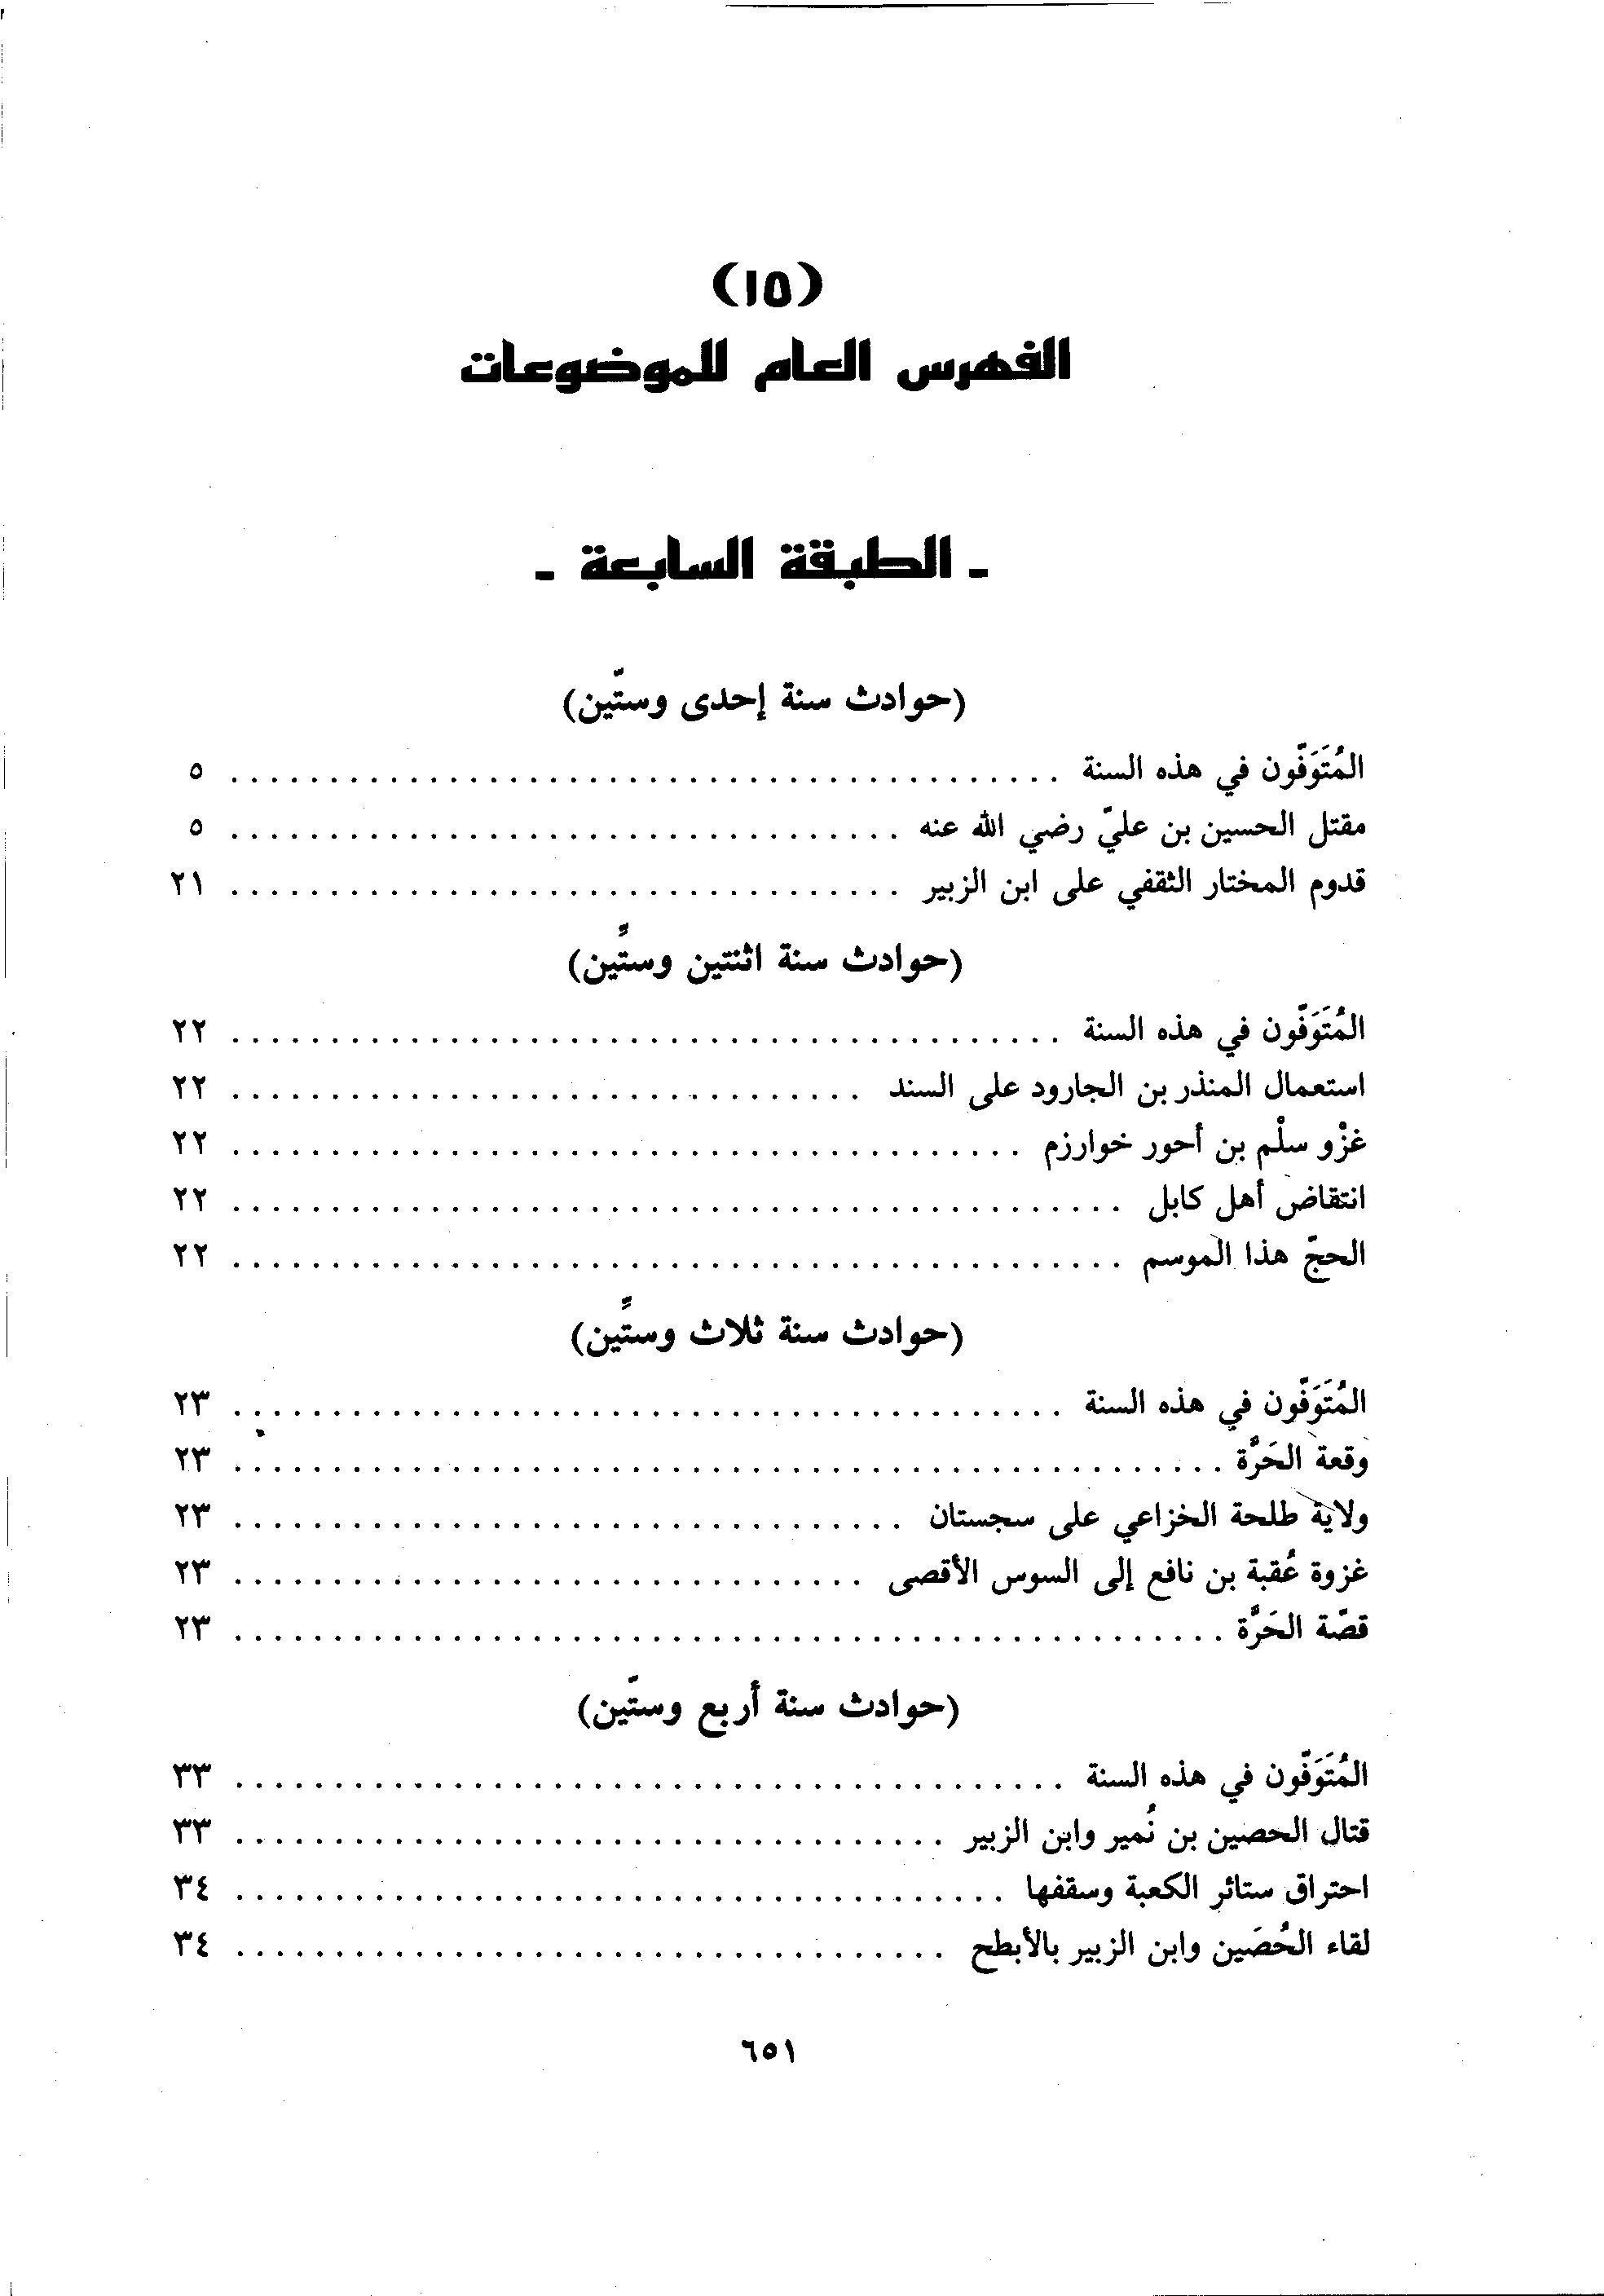 (١٥)
الفهرس العام للموضوعات
- الطبقة السابعة -
(حوادث سنة إحدى وستّين)
المُتَوَفّون في هذه السنة . . . . . . . . . . . . . . . . . . . . ٥
مقتل الحسين بن عليّ رضي الله عنه . . . . . . . . . . . . . . . . . . . . ٥
قدوم المختار الثقفي على ابن الزبير . . . . . . . . . . . . . . . . . . . . ٢١
(حوادث سنة اثنتين وستّين)
المُتَوَفّون في هذه السنة . . . . . . . . . . . . . . . . . . . . ٢٢
استعمال المنذر بن الجارود على السند . . . . . . . . . . . . . . . . . . . . ٢٢
غزْو سلْم بن أحور خوارزم . . . . . . . . . . . . . . . . . . . . ٢٢
انتقاض أهل كابل . . . . . . . . . . . . . . . . . . . . ٢٢
الحجّ هذا الموسم . . . . . . . . . . . . . . . . . . . . ٢٢
(حوادث سنة ثلاث وستّين)
المُتَوَفّون في هذه السنة . . . . . . . . . . . . . . . . . . . . ٢٣
وقعة الحَرَّة . . . . . . . . . . . . . . . . . . . . ٢٣
ولاية طلحة الخزاعي على سجستان . . . . . . . . . . . . . . . . . . . . ٢٣
غزوة عُقبة بن نافع إلى السوس الأقصى . . . . . . . . . . . . . . . . . . . . ٢٣
قصّة الحَرَّة . . . . . . . . . . . . . . . . . . . . ٢٣
(حوادث سنة أربع وستّين)
المُتَوَفّون في هذه السنة . . . . . . . . . . . . . . . . . . . . ٣٣
قتال الحصين بن نُمير وابن الزبير . . . . . . . . . . . . . . . . . . . . ٣٣
احتراق ستائر الكعبة وسقفها . . . . . . . . . . . . . . . . . . . . ٣٤
لقاء الحُصَين وابن الزبير بالأبطح . . . . . . . . . . . . . . . . . . . . ٣٤
٦٥١